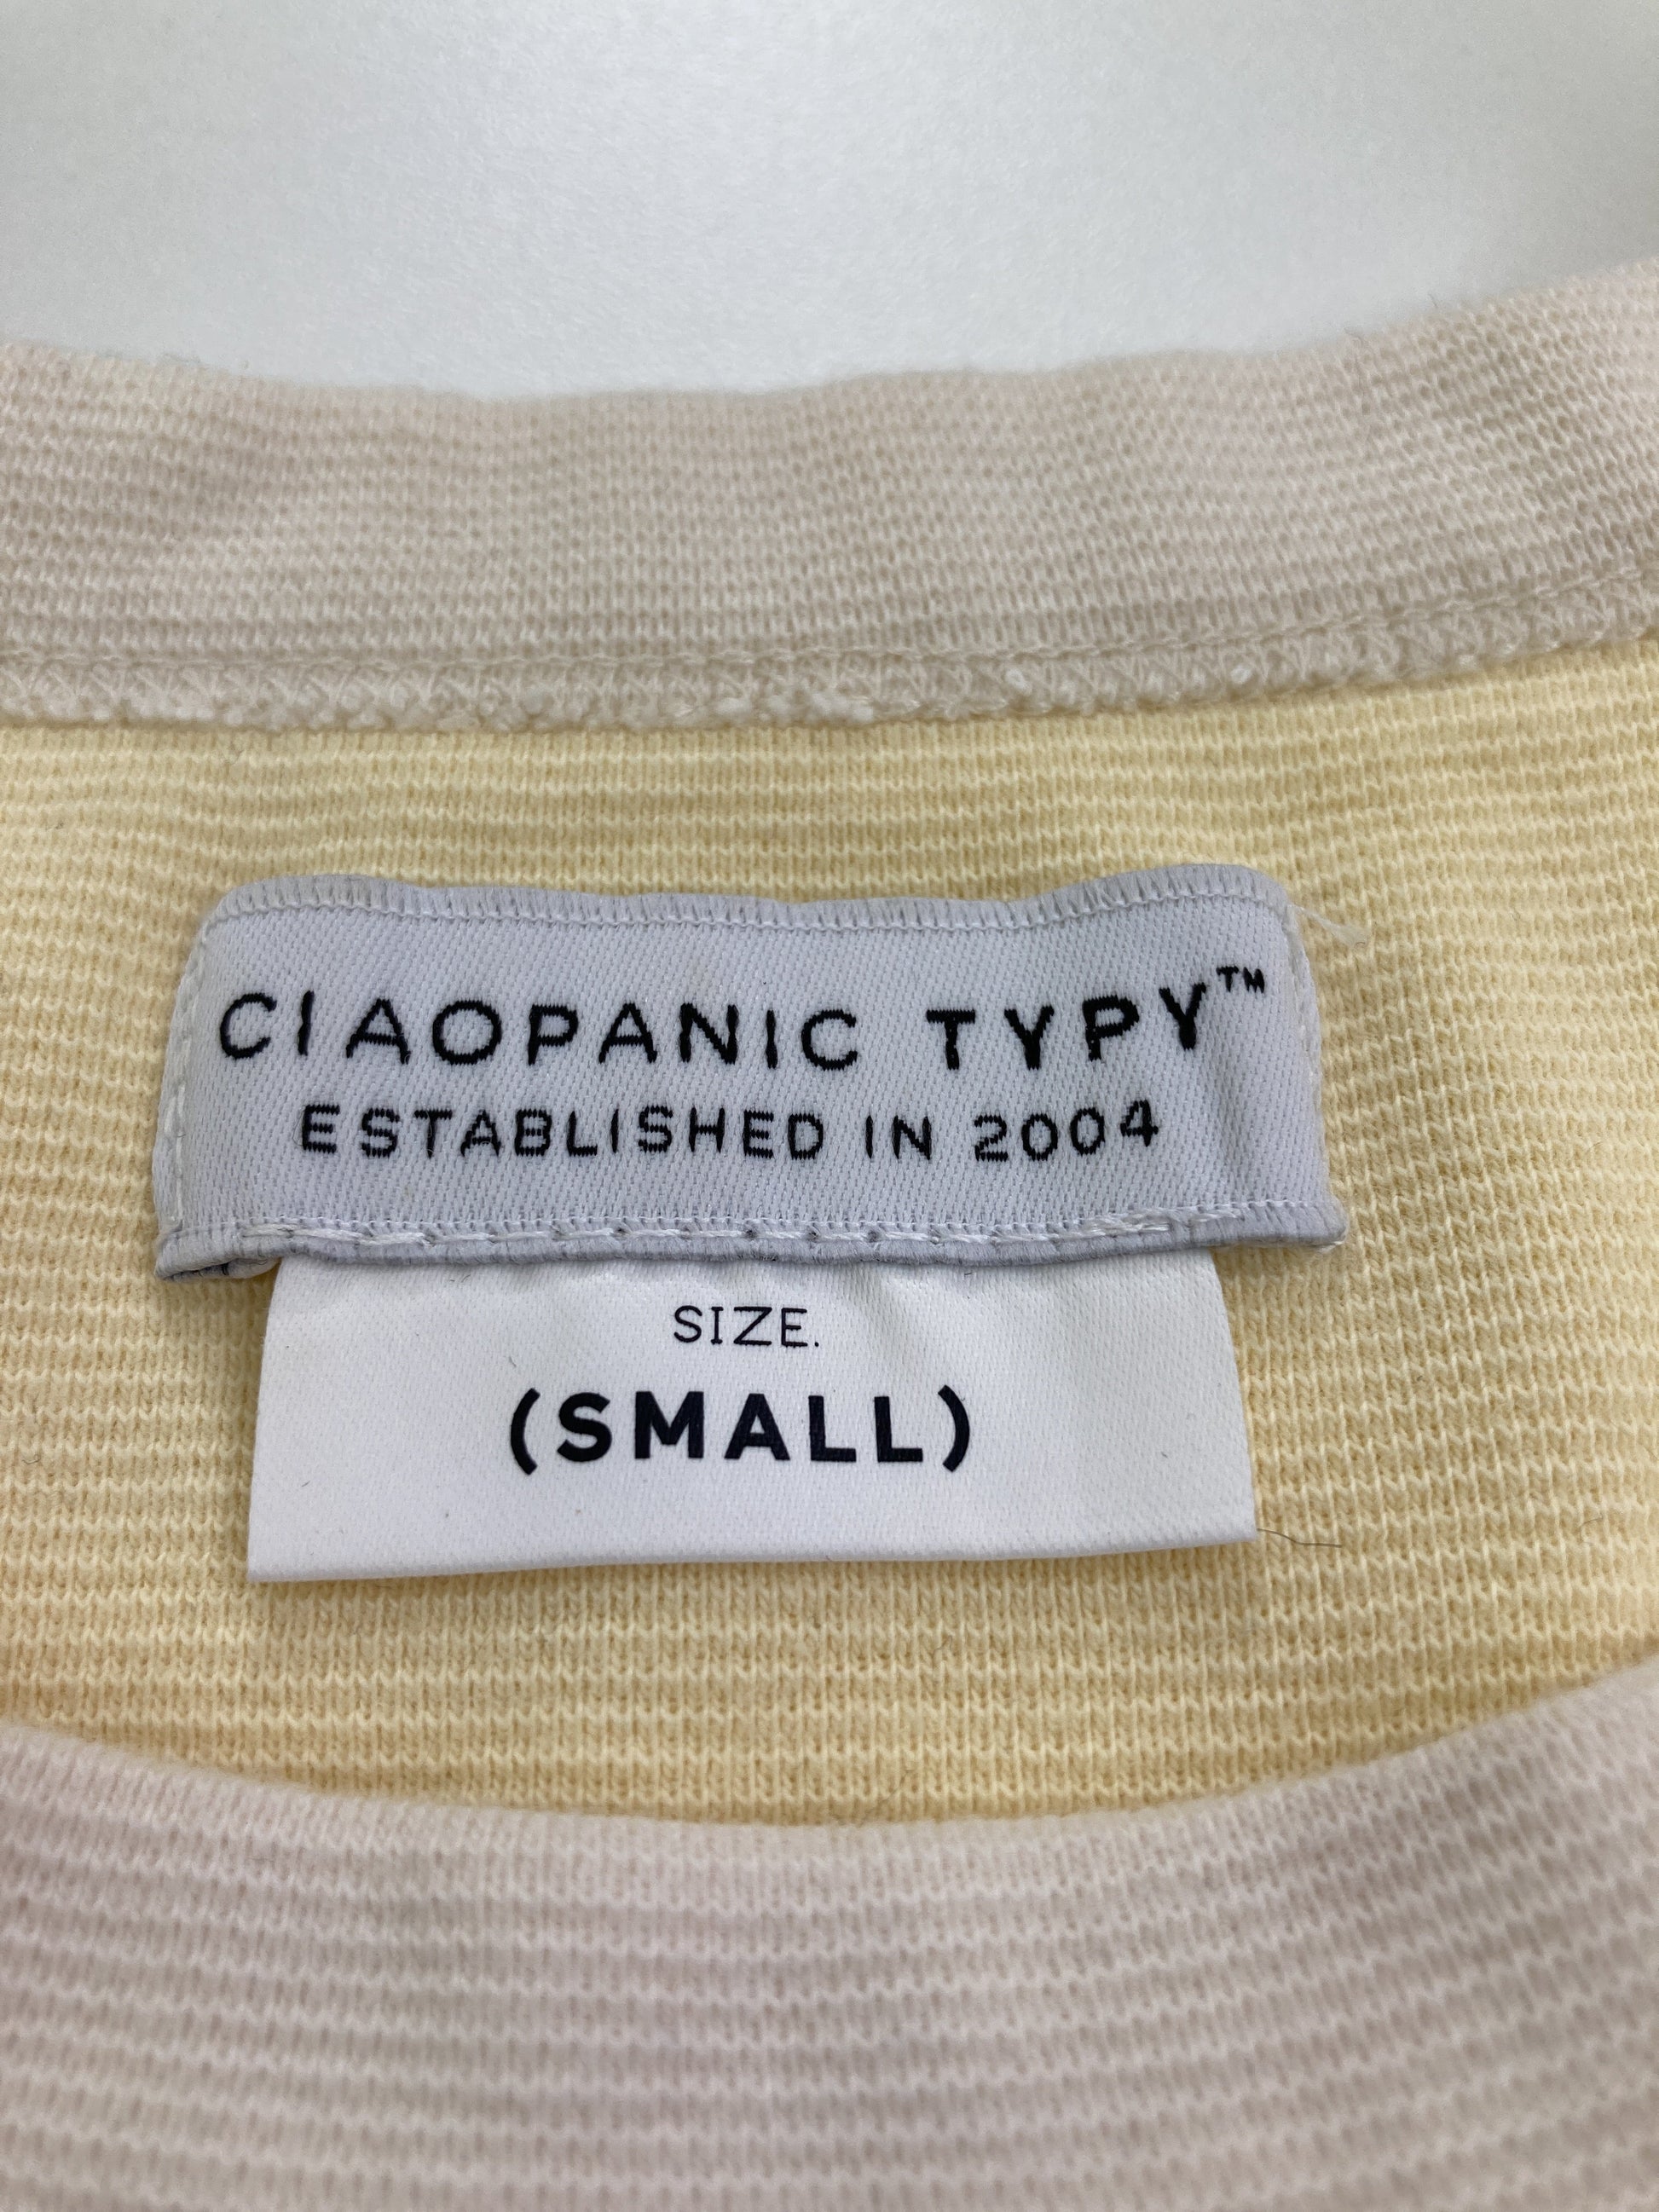 CIAOPANIC TYPY™
ESTABLISHED IN 2004
SIZE.
(SMALL)